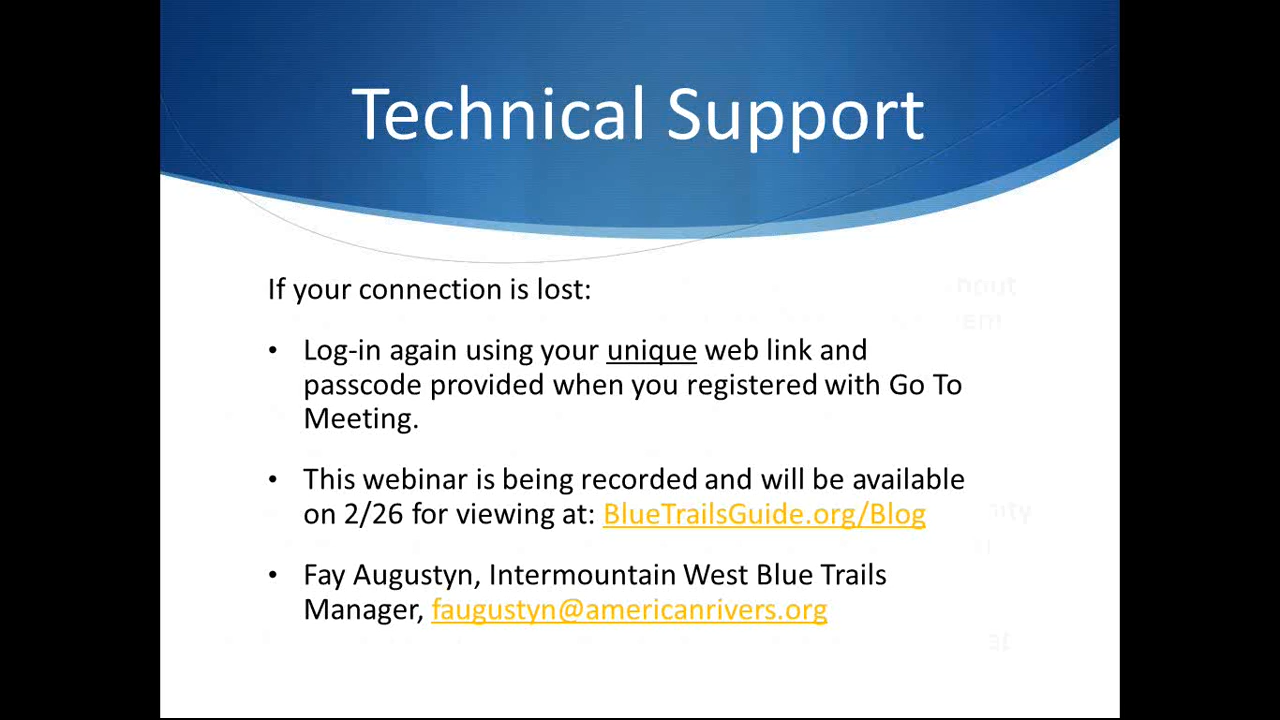 Technical Support
If your connection is lost:
• Log-in again using your unique web link and
passcode provided when you registered with Go To
Meeting.
• This webinar is being recorded and will be available
on 2/26 for viewing at: BlueTrailsGuide.org/Blog
• Fay Augustyn, Intermountain West Blue Trails
Manager, faugustyn@americanrivers.org